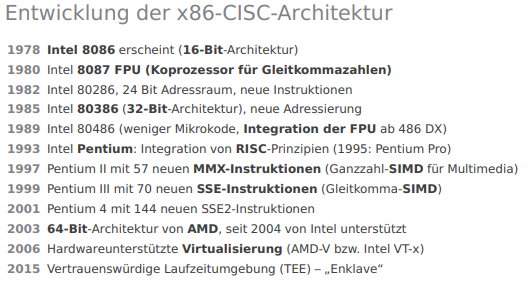 Entwicklung der x86-CISC-Architektur
1978 Intel 8086 erscheint (16-Bit-Architektur)
1980 Intel 8087 FPU (Koprozessor für Gleitkommazahlen)
1982 Intel 80286, 24 Bit Adressraum, neue Instruktionen
1985 Intel 80386 (32-Bit-Architektur), neue Adressierung
1989 Intel 80486 (weniger Mikrokode, Integration der FPU ab 486 DX)
1993 Intel Pentium: Integration von RISC-Prinzipien (1995: Pentium Pro)
1997 Pentium II mit 57 neuen MMX-Instruktionen (Ganzzahl-SIMD für Multimedia)
1999 Pentium III mit 70 neuen SSE-Instruktionen (Gleitkomma-SIMD)
2001 Pentium 4 mit 144 neuen SSE2-Instruktionen
2003 64-Bit-Architektur von AMD, seit 2004 von Intel unterstützt
2006 Hardwareunterstützte Virtualisierung (AMD-V bzw. Intel VT-x)
2015 Vertrauenswürdige Laufzeitumgebung (TEE) – „Enklave“